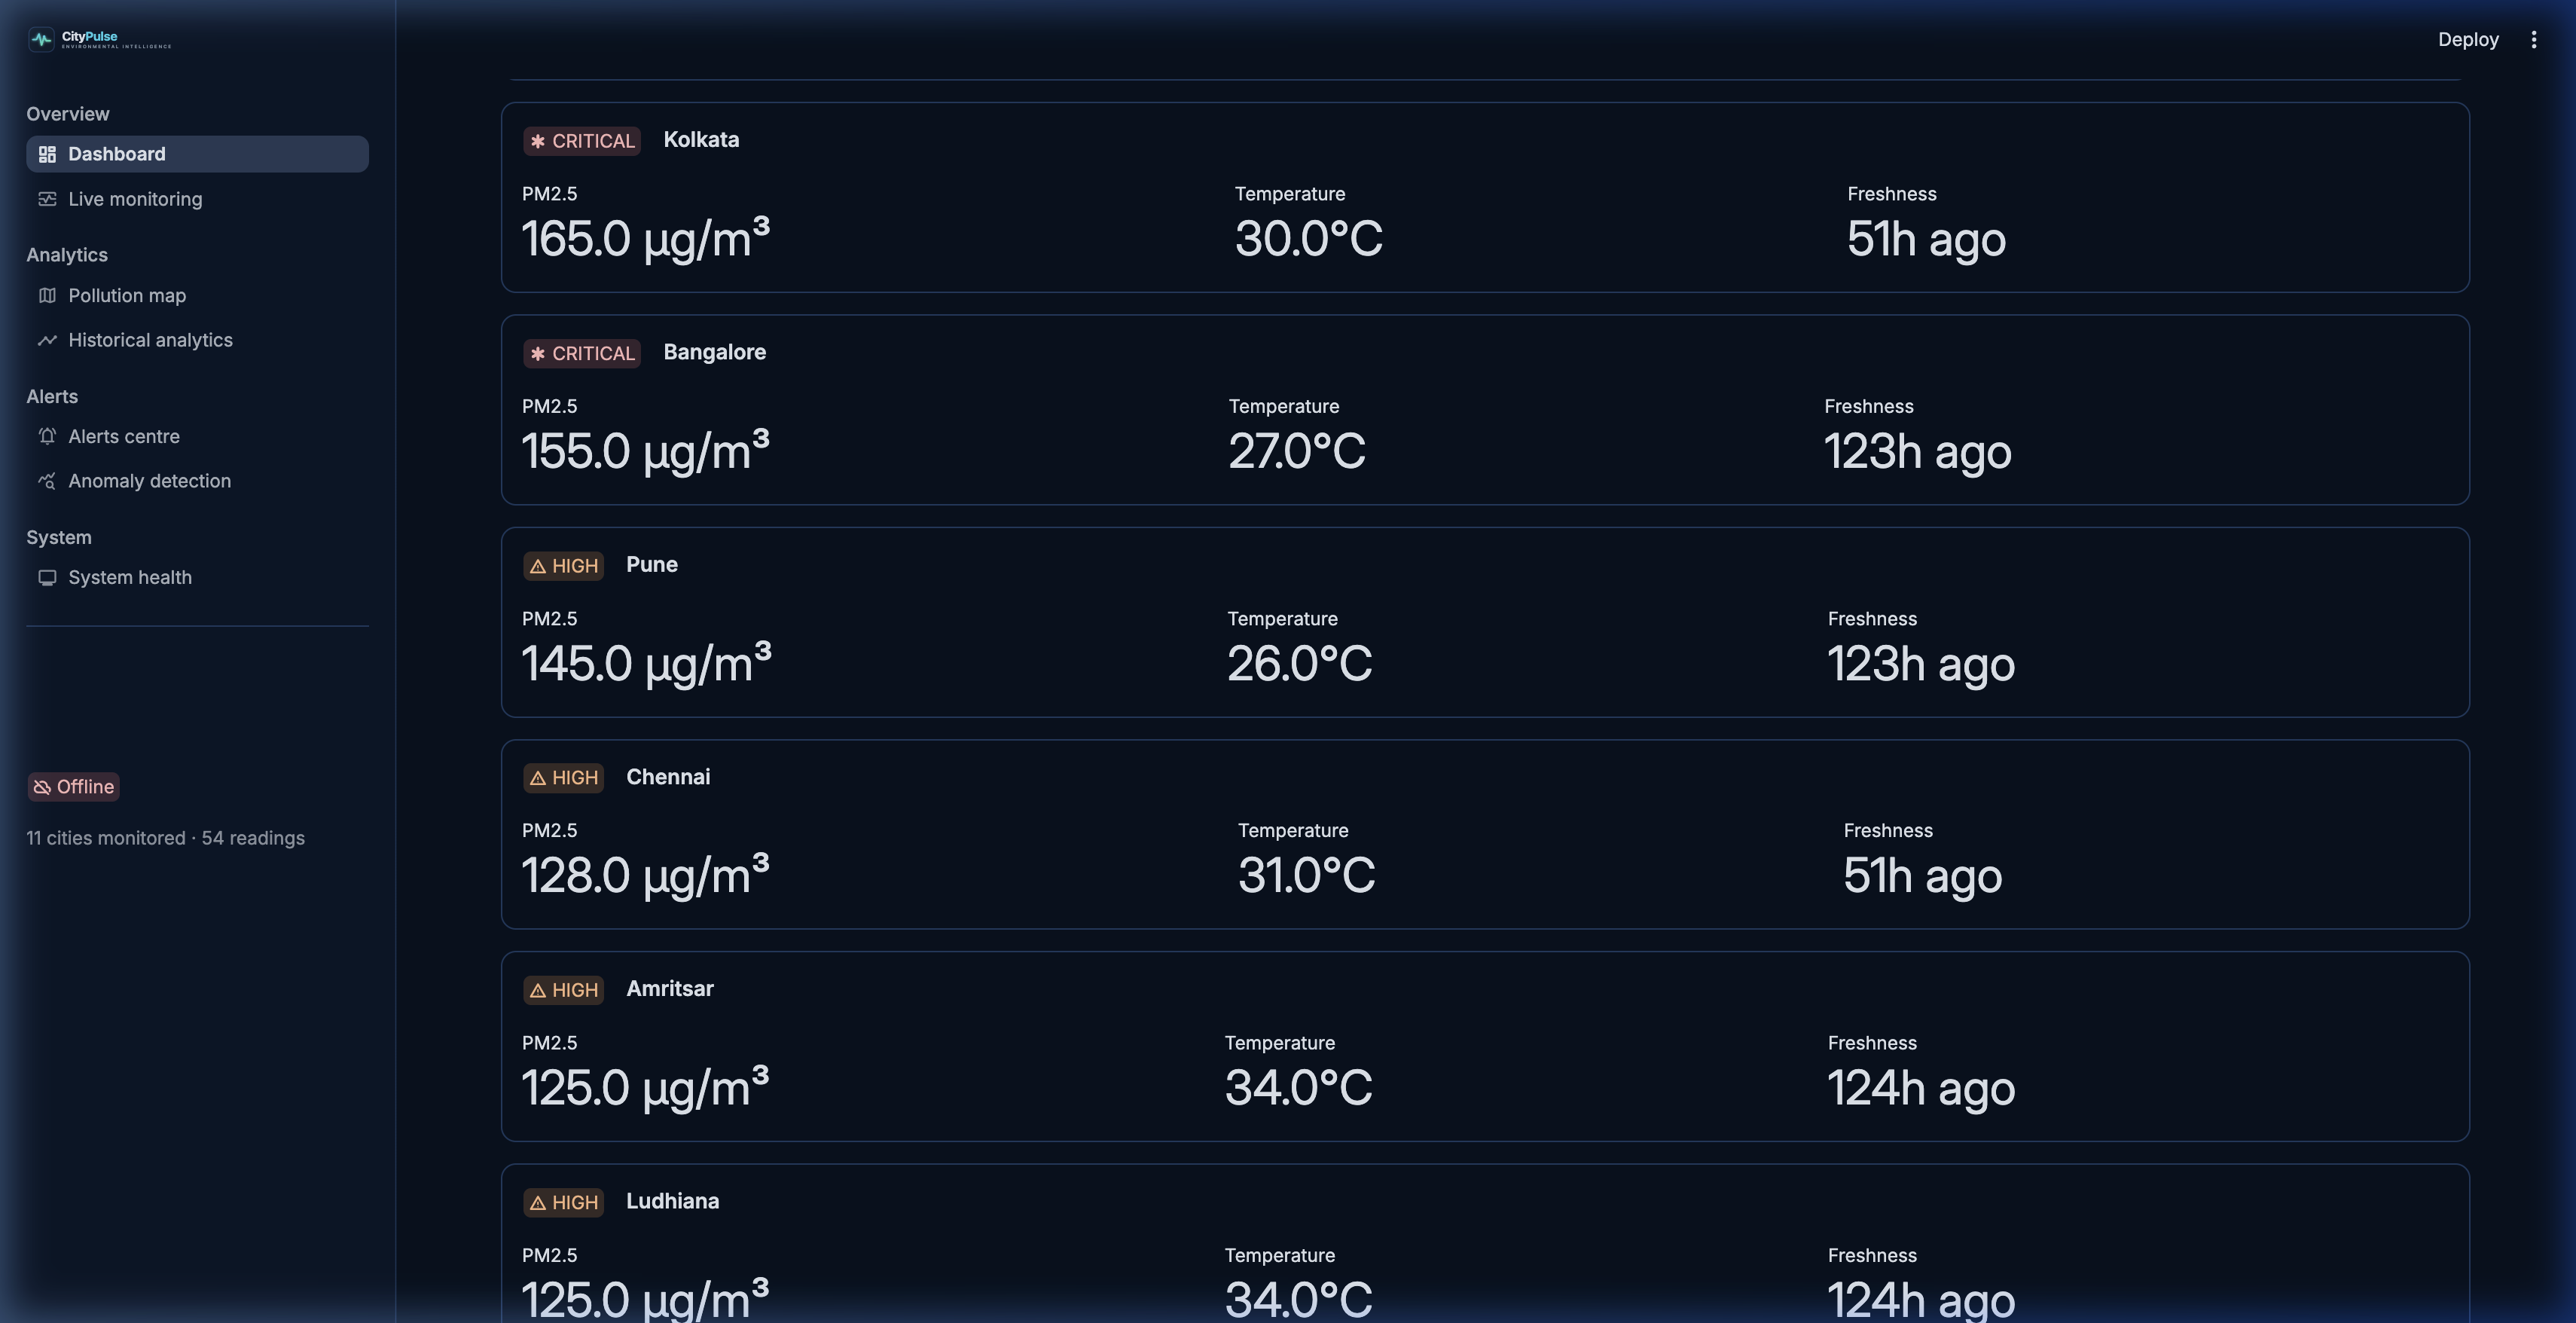 CityPulse
ENVIRONMENTAL INTELLIGENCE
Deploy
Overview
Dashboard
Live monitoring
Analytics
Pollution map
Historical analytics
Alerts
Alerts centre
Anomaly detection
System
System health
Offline
11 cities monitored · 54 readings
CRITICAL Kolkata
PM2.5 Temperature Freshness
165.0 μg/m³ 30.0°C 51h ago
CRITICAL Bangalore
PM2.5 Temperature Freshness
155.0 μg/m³ 27.0°C 123h ago
HIGH Pune
PM2.5 Temperature Freshness
145.0 μg/m³ 26.0°C 123h ago
HIGH Chennai
PM2.5 Temperature Freshness
128.0 μg/m³ 31.0°C 51h ago
HIGH Amritsar
PM2.5 Temperature Freshness
125.0 μg/m³ 34.0°C 124h ago
HIGH Ludhiana
PM2.5 Temperature Freshness
125.0 μg/m³ 34.0°C 124h ago